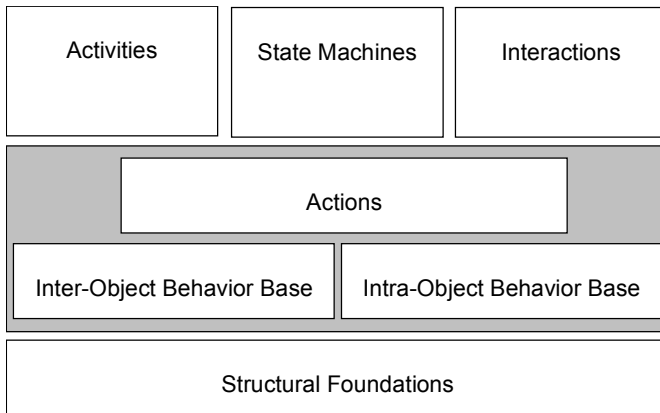 Activities
State Machines
Interactions
Actions
Inter-Object Behavior Base
Intra-Object Behavior Base
Structural Foundations